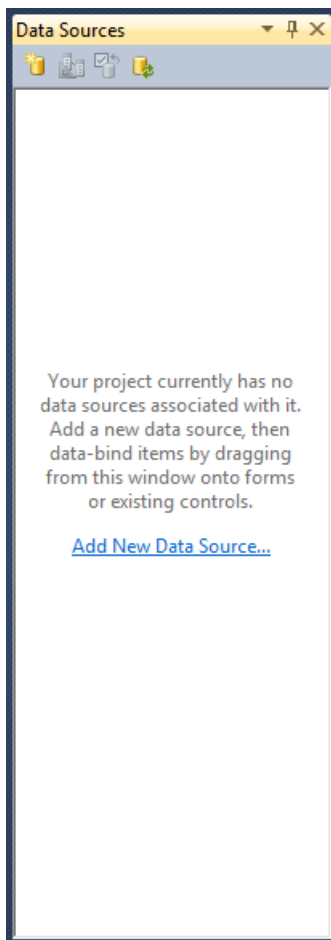 Data Sources
Your project currently has no
data sources associated with it.
Add a new data source, then
data-bind items by dragging
from this window onto forms
or existing controls.
Add New Data Source...